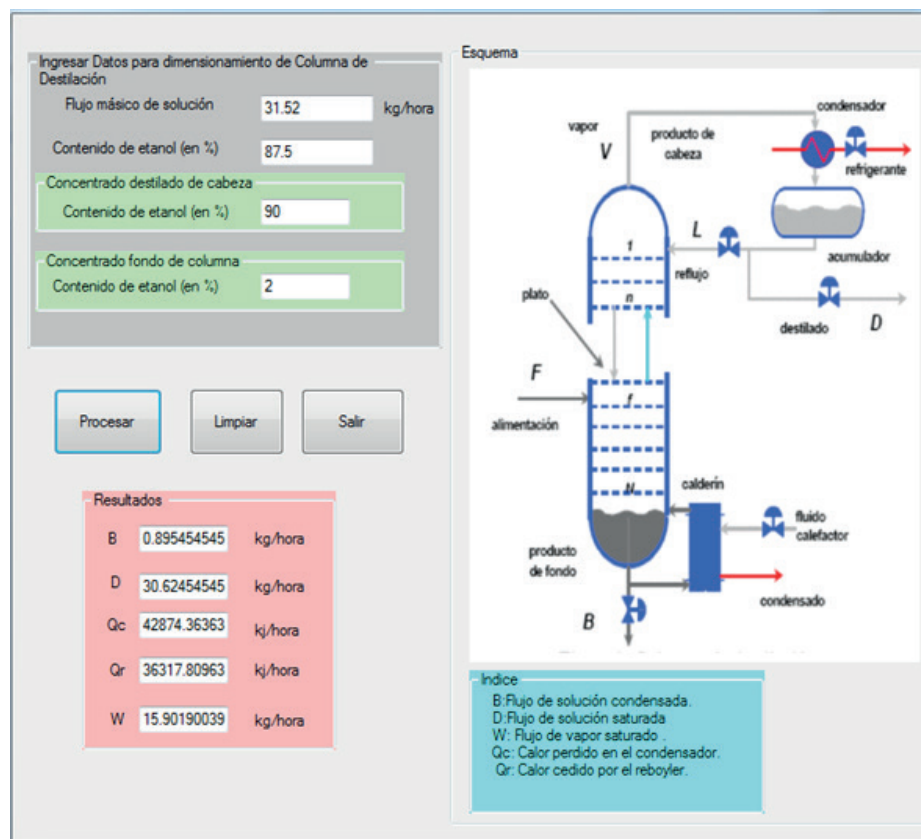 Ingresar Datos para dimensionamiento de Columna de
Destilación
Flujo másico de solución 31.52 kg/hora
Contenido de etanol (en %) 87.5
Concentrado destilado de cabeza
Contenido de etanol (en %) 90
Concentrado fondo de columna
Contenido de etanol (en %) 2
Procesar Limpiar Salir
Resultados
B 0.895454545 kg/hora
D 30.62454545 kg/hora
Qc 42874.36363 kj/hora
Qr 36317.80963 kj/hora
W 15.90190039 kg/hora
Esquema
condensador
vapor
V
producto de
cabeza
refrigerante
1
L
acumulador
reflujo
plato
n
destilado
D
F
f
alimentación
calderín
N
fluido
calefactor
producto
de fondo
condensado
B
Indice
B:Flujo de solución condensada.
D:Flujo de solución saturada
W: Flujo de vapor saturado .
Qc: Calor perdido en el condensador.
Qr: Calor cedido por el reboyler.